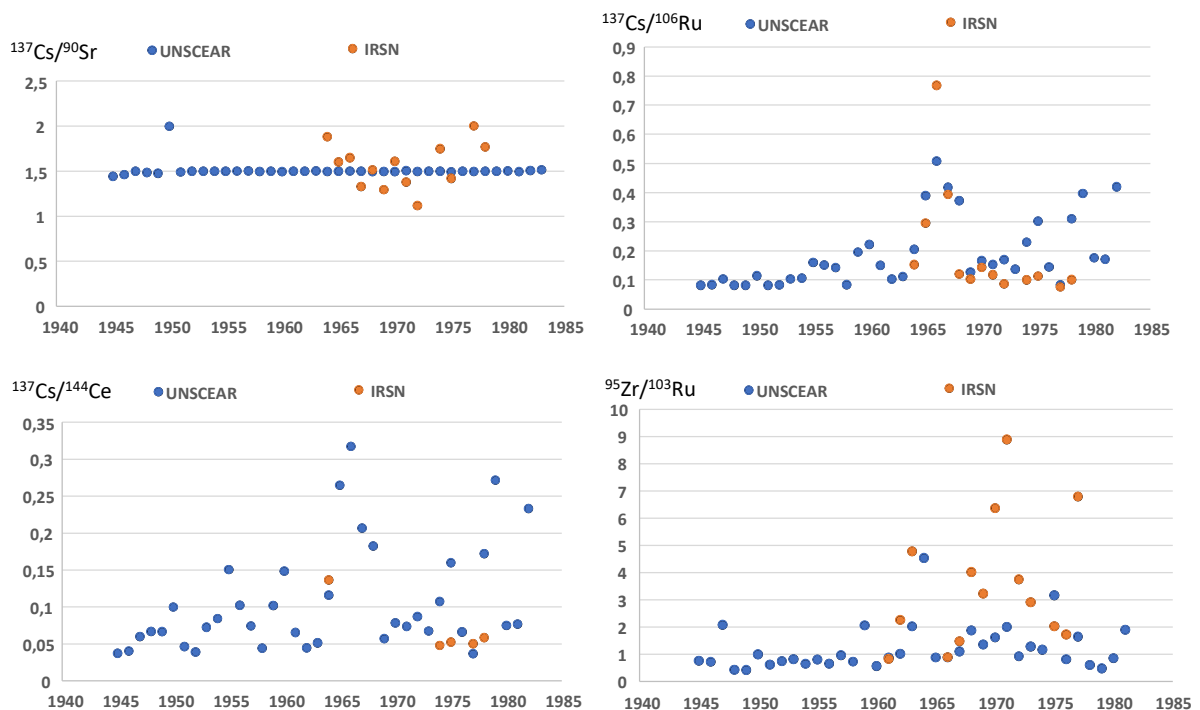 ¹³⁷Cs/⁹⁰Sr
UNSCEAR
IRSN
2,5
2
1,5
1
0,5
0
1940 1945 1950 1955 1960 1965 1970 1975 1980 1985
¹³⁷Cs/¹⁰⁶Ru
UNSCEAR
IRSN
0,9
0,8
0,7
0,6
0,5
0,4
0,3
0,2
0,1
0
1940 1945 1950 1955 1960 1965 1970 1975 1980 1985
¹³⁷Cs/¹⁴⁴Ce
UNSCEAR
IRSN
0,35
0,3
0,25
0,2
0,15
0,1
0,05
0
1940 1945 1950 1955 1960 1965 1970 1975 1980 1985
⁹⁵Zr/¹⁰³Ru
UNSCEAR
IRSN
10
9
8
7
6
5
4
3
2
1
0
1940 1945 1950 1955 1960 1965 1970 1975 1980 1985